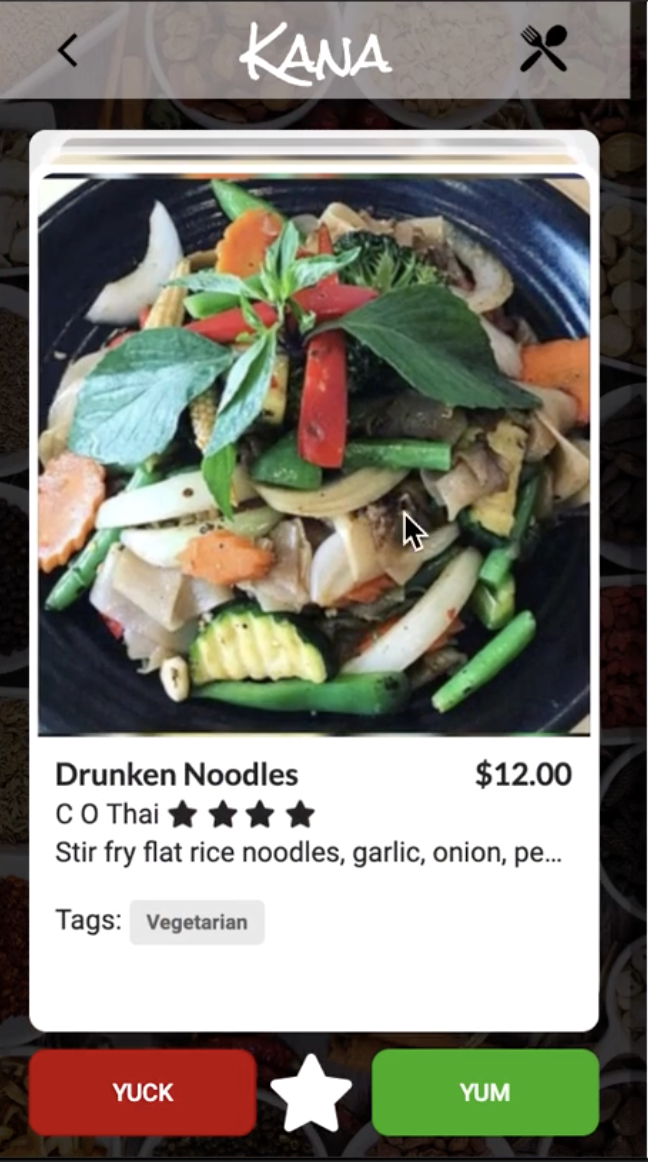 KANA
Drunken Noodles $12.00
C O Thai ★ ★ ★ ★
Stir fry flat rice noodles, garlic, onion, pe...
Tags: Vegetarian
YUCK YUM